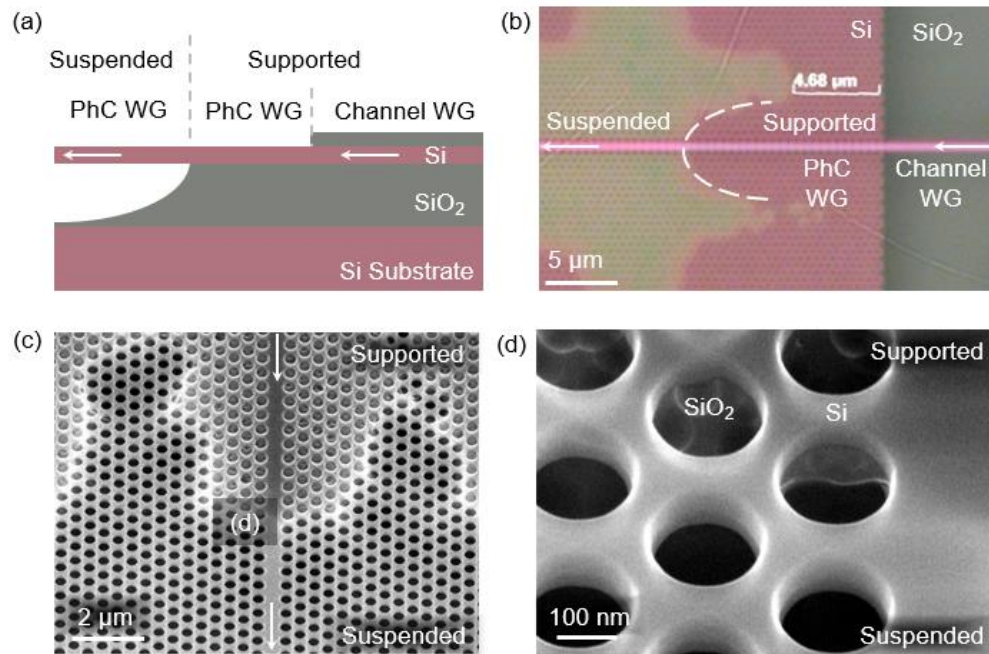 (a)
Suspended
Supported
PhC WG
PhC WG
Channel WG
Si
SiO₂
Si Substrate
(b)
Si
SiO₂
4.68 μm
Suspended
Supported
PhC
WG
Channel
WG
5 μm
(c)
Supported
(d)
2 μm
Suspended
(d)
Supported
SiO₂
Si
100 nm
Suspended